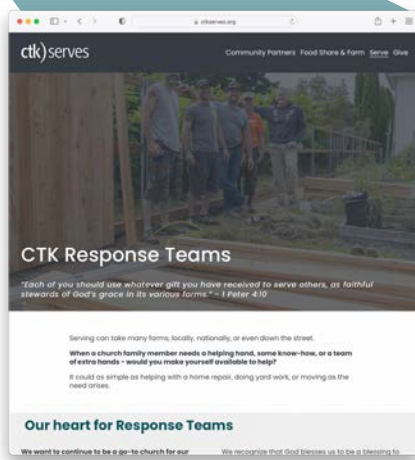 ctkserves.org
ctk)serves
Community Partners Food Share & Farm Serve Give
CTK Response Teams
"Each of you should use whatever gift you have received to serve others, as faithful
stewards of God's grace in its various forms." ~ 1 Peter 4:10
Serving can take many forms, locally, nationally, or even down the street.
When a church family member needs a helping hand, some know-how, or a team
of extra hands - would you make yourself available to help?
It could as simple as helping with a home repair, doing yard work, or moving as the
need arises.
Our heart for Response Teams
We want to continue to be a go-to church for our
We recognize that God blesses us to be a blessing to